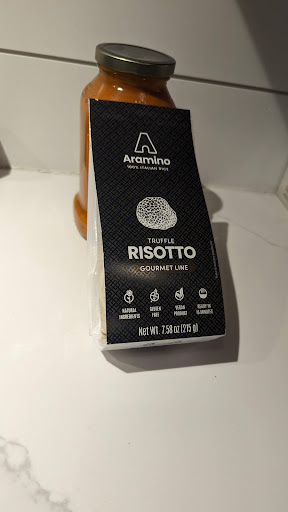 Aramino
100% ITALIAN RICE
TRUFFLE
RISOTTO
GOURMET LINE
NATURAL
INGREDIENTS
GLUTEN
FREE
VEGAN
PRODUCT
READY IN
15 MINUTES
Net WT. 7.58 oz (215 g)